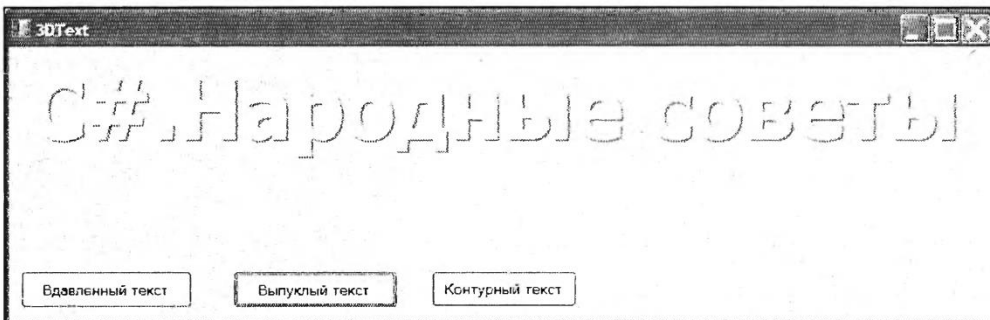 3DText
C#.Народные советы
Вдавленный текст Выпуклый текст Контурный текст